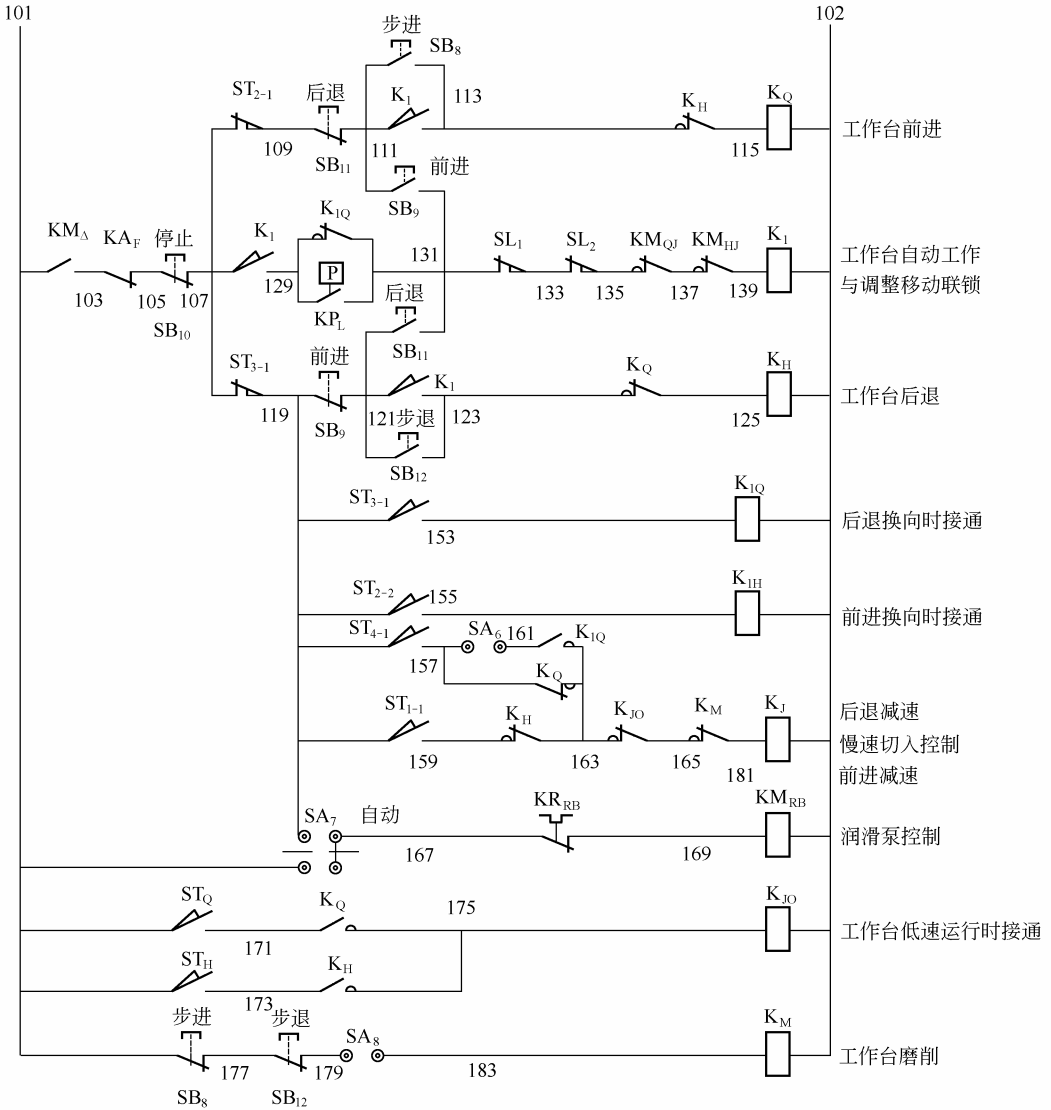 101 102
步进
SB8
ST2-1 后退 K1 113 KH KQ
109 SB11 111 115 工作台前进
前进
SB9
K1Q
KMΔ KAF 停止 K1 131 SL1 SL2 KMQJ KMHJ K1
P
103 105 107 129 133 135 137 139 工作台自动工作
与调整移动联锁
SB10 KPL 后退
SB11
ST3-1 前进 K1 KQ KH
119 SB9 121 步退 123 125 工作台后退
SB12
ST3-1 K1Q
153 后退换向时接通
ST2-2 155 K1H
前进换向时接通
ST4-1 SA6 161 K1Q
157
KQ
ST1-1 KH KJO KM KJ
后退减速
159 163 165 181 慢速切入控制
前进减速
SA7 自动 KRRB KMRB
167 169 润滑泵控制
STQ KQ 175 KJO
171 工作台低速运行时接通
STH KH
173
步进 步退 SA8 KM
177 179 183 工作台磨削
SB8 SB12